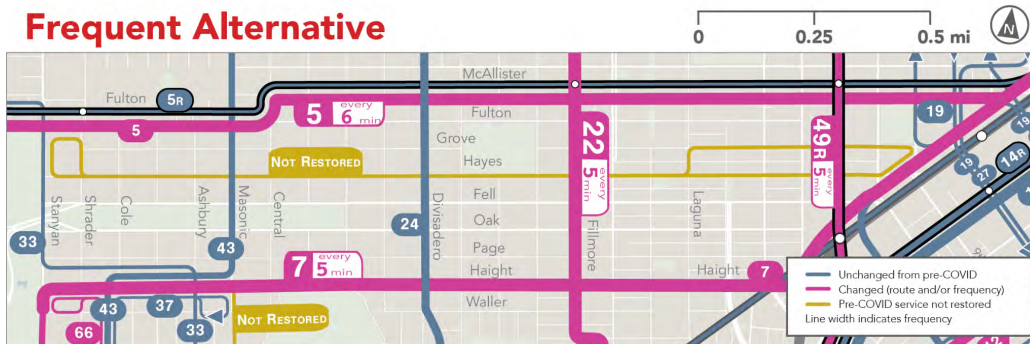 Frequent Alternative
0 0.25 0.5 mi
N
McAllister
Fulton
5R
5
5 every 6 min
Fulton
19
Grove
Hayes
NOT RESTORED
22 every 5 min
49R every 5 min
19
19
27
14R
Stanyan
Shrader
Cole
Ashbury
Masonic
Central
Divisadero
Fell
Oak
Page
Haight
Waller
Fillmore
Laguna
33
43
24
7 every 5 min
Haight
7
43
37
33
66
NOT RESTORED
Unchanged from pre-COVID
Changed (route and/or frequency)
Pre-COVID service not restored
Line width indicates frequency